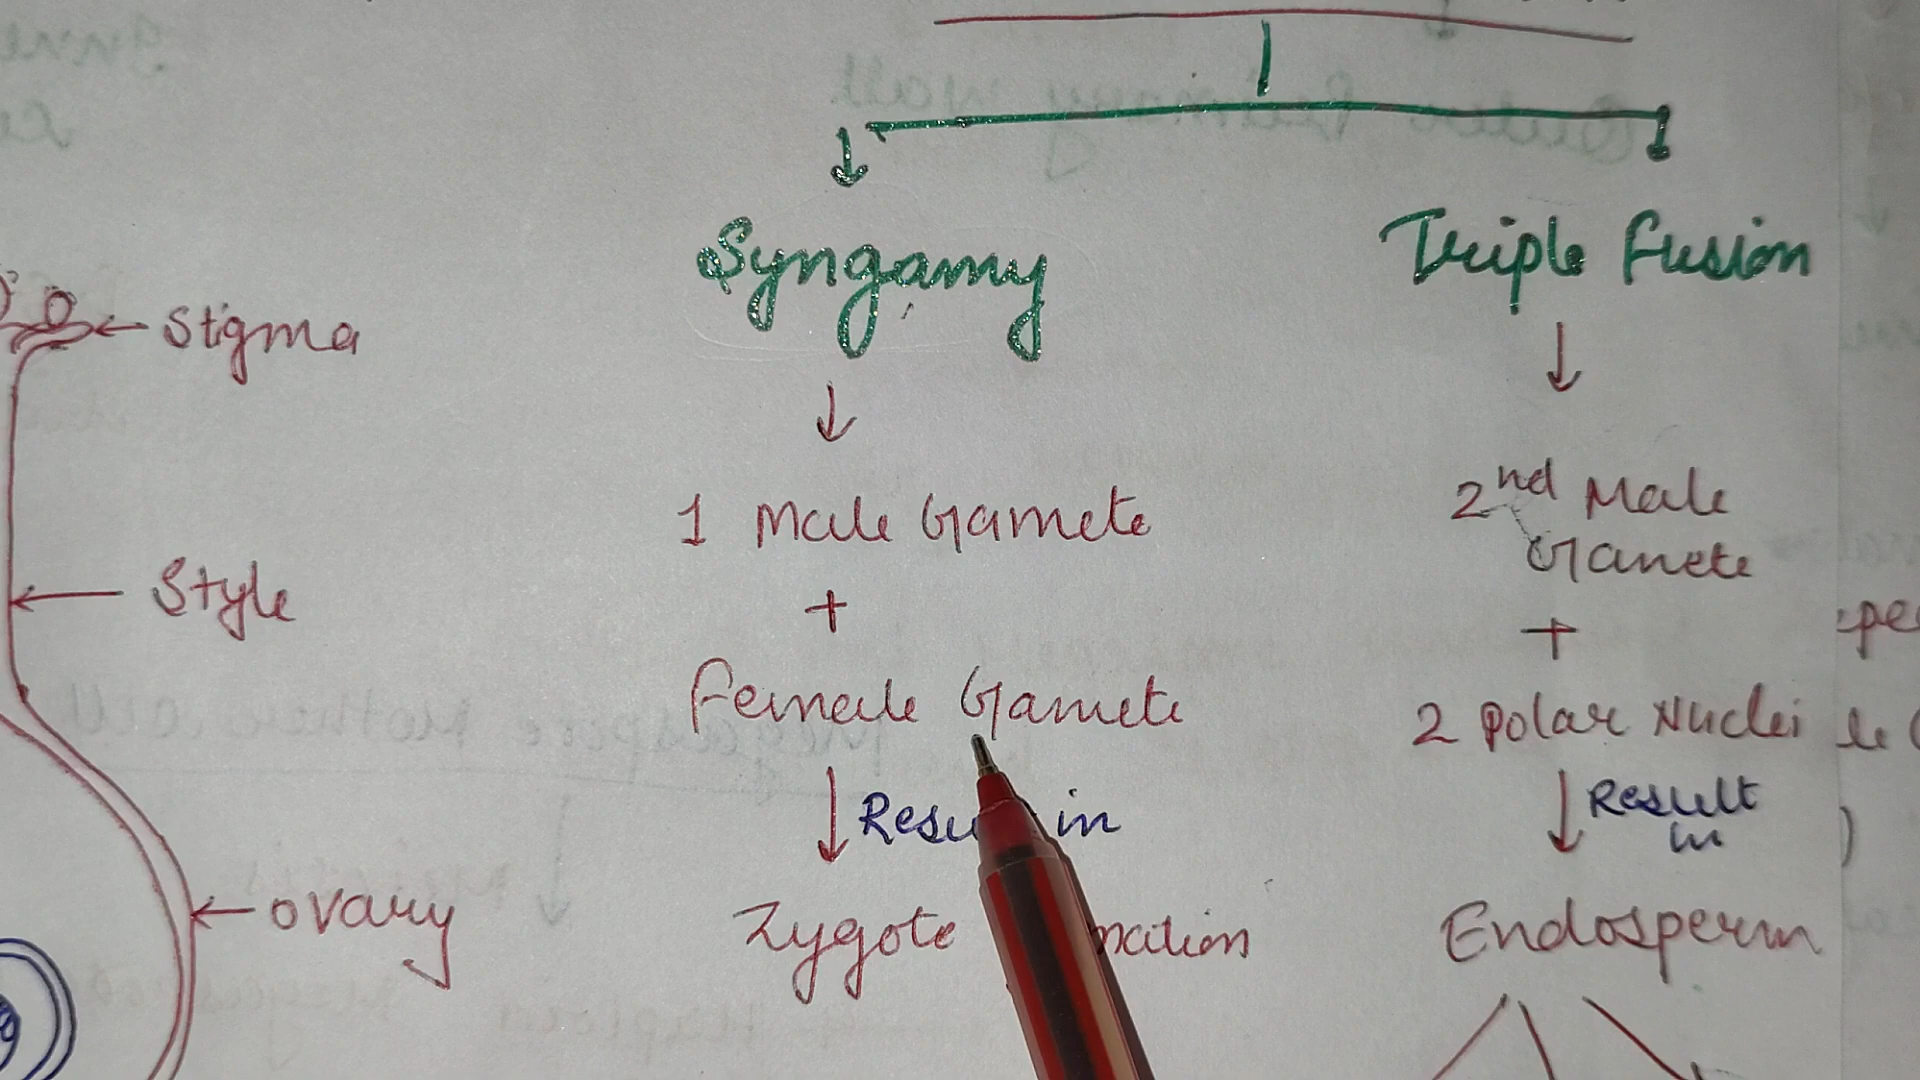 Syngamy
Triple Fusion
Stigma
1 Male Gamete
2nd Male
Gamete
+
+
Style
Female Gamete
2 Polar Nuclei
Result
in
in
Ovary
Zygote
Endosperm